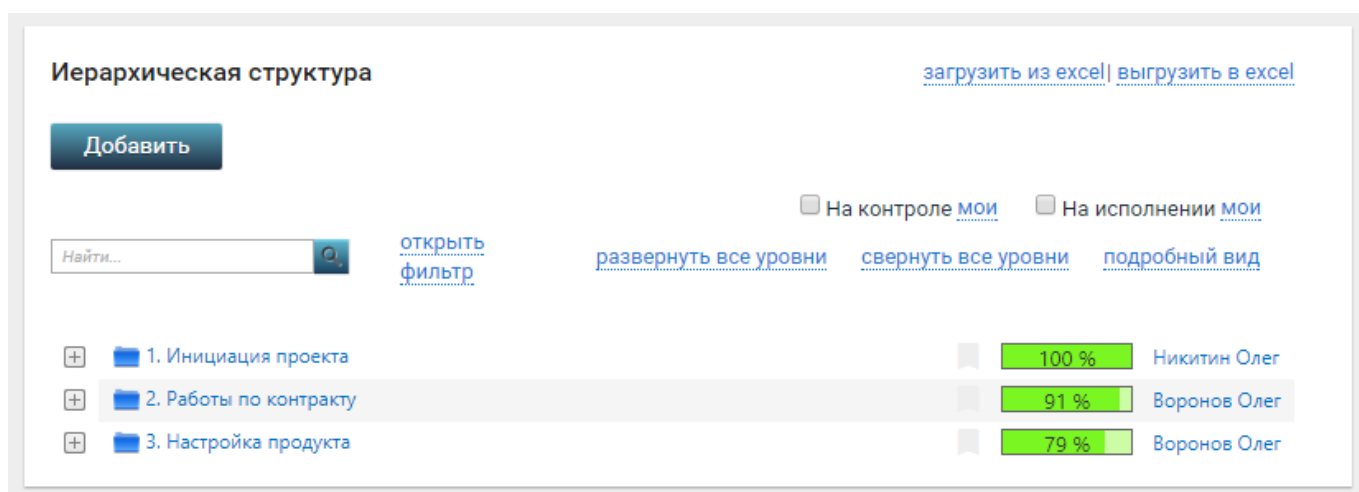 Иерархическая структура
загрузить из excel| выгрузить в excel
Добавить
На контроле мои На исполнении мои
Найти...
открыть
фильтр
развернуть все уровни свернуть все уровни подробный вид
1. Инициация проекта 100 % Никитин Олег
2. Работы по контракту 91 % Воронов Олег
3. Настройка продукта 79 % Воронов Олег